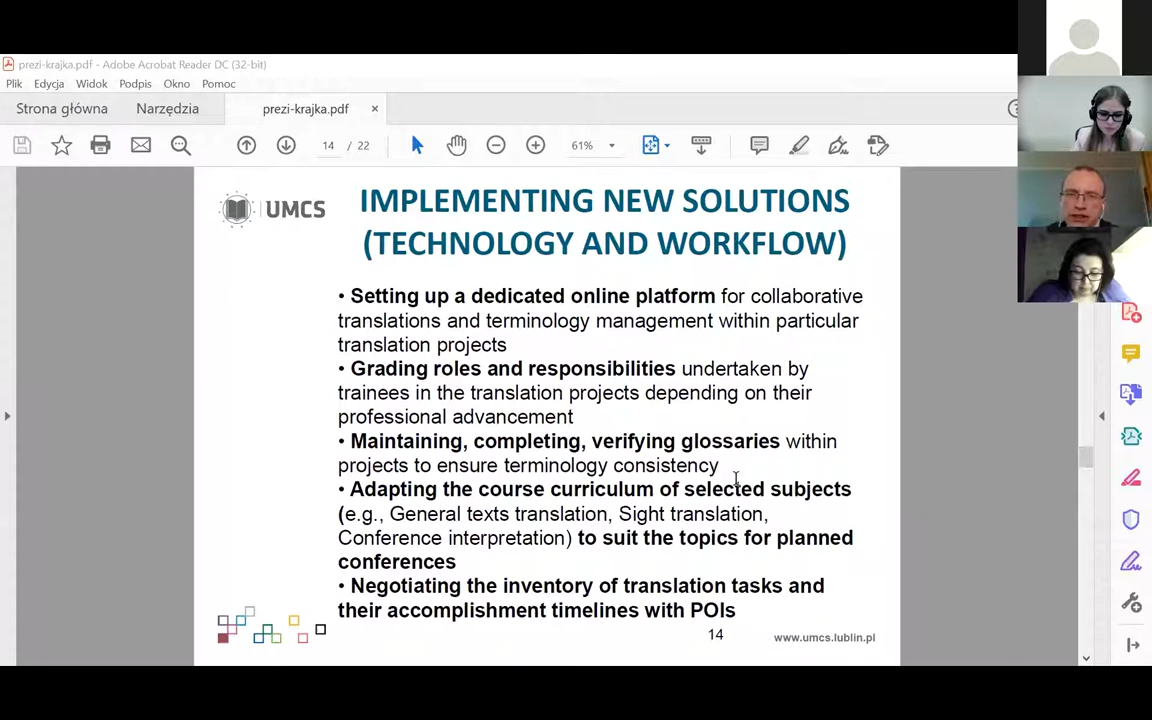 prezi-krajka.pdf - Adobe Acrobat Reader DC (32-bit)
Plik Edycja Widok Podpis Okno Pomoc
Strona główna Narzędzia prezi-krajka.pdf ×
14 / 22 61%
UMCS
IMPLEMENTING NEW SOLUTIONS
(TECHNOLOGY AND WORKFLOW)
• Setting up a dedicated online platform for collaborative
translations and terminology management within particular
translation projects
• Grading roles and responsibilities undertaken by
trainees in the translation projects depending on their
professional advancement
• Maintaining, completing, verifying glossaries within
projects to ensure terminology consistency
• Adapting the course curriculum of selected subjects
(e.g., General texts translation, Sight translation,
Conference interpretation) to suit the topics for planned
conferences
• Negotiating the inventory of translation tasks and
their accomplishment timelines with POIs
14
www.umcs.lublin.pl